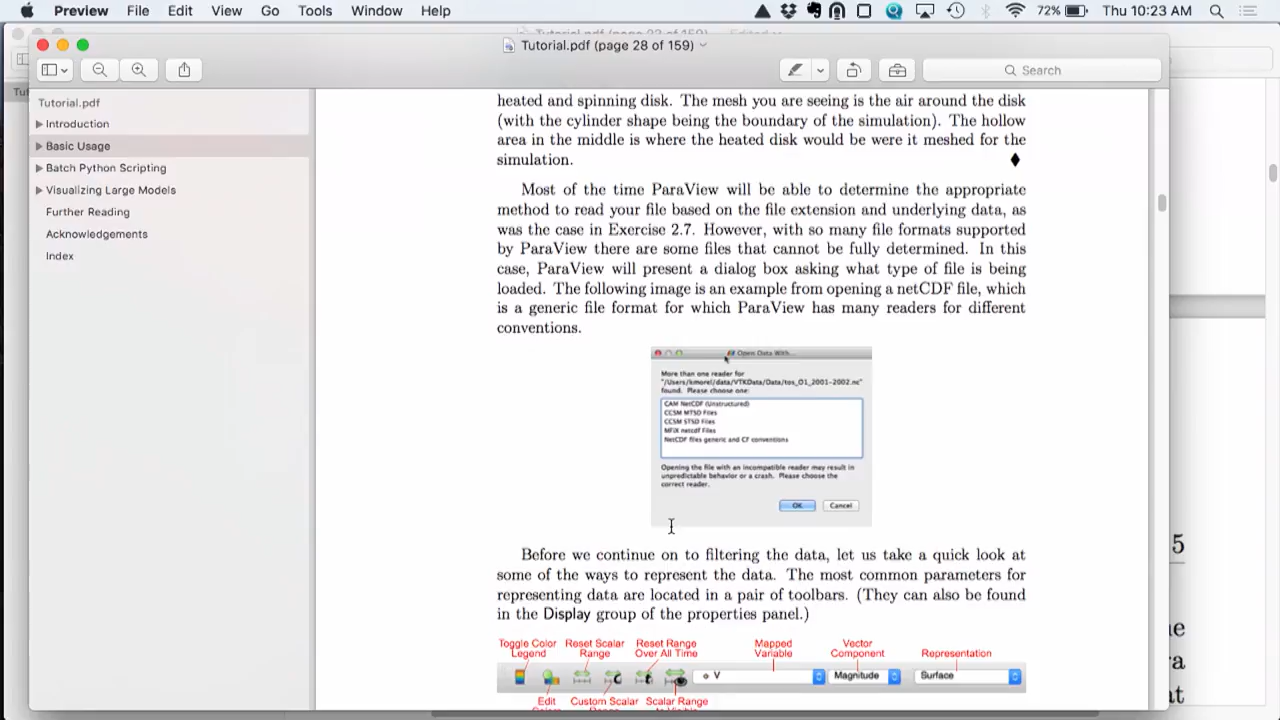 Preview File Edit View Go Tools Window Help 72% Thu 10:23 AM
Tutorial.pdf (page 28 of 159)
Search
Tutorial.pdf
Introduction
Basic Usage
Batch Python Scripting
Visualizing Large Models
Further Reading
Acknowledgements
Index
heated and spinning disk. The mesh you are seeing is the air around the disk
(with the cylinder shape being the boundary of the simulation). The hollow
area in the middle is where the heated disk would be were it meshed for the
simulation.
Most of the time ParaView will be able to determine the appropriate
method to read your file based on the file extension and underlying data, as
was the case in Exercise 2.7. However, with so many file formats supported
by ParaView there are some files that cannot be fully determined. In this
case, ParaView will present a dialog box asking what type of file is being
loaded. The following image is an example from opening a netCDF file, which
is a generic file format for which ParaView has many readers for different
conventions.
Open Data With...
More than one reader for
"/Users/kmorel/data/VTKData/Data/tos_O1_2001-2002.nc"
found. Please choose one:
CAM NetCDF (Unstructured)
CCSM MTSD Files
CCSM STSD Files
MFIX netcdf Files
NetCDF files generic and CF conventions
Opening the file with an incompatible reader may result in
unpredictable behavior or a crash. Please choose the
correct reader.
OK Cancel
Before we continue on to filtering the data, let us take a quick look at
some of the ways to represent the data. The most common parameters for
representing data are located in a pair of toolbars. (They can also be found
in the Display group of the properties panel.)
Toggle Color Legend
Reset Scalar Range
Reset Range Over All Time
Mapped Variable
Vector Component
Representation
V Magnitude Surface
Edit
Custom Scalar
Scalar Range
5